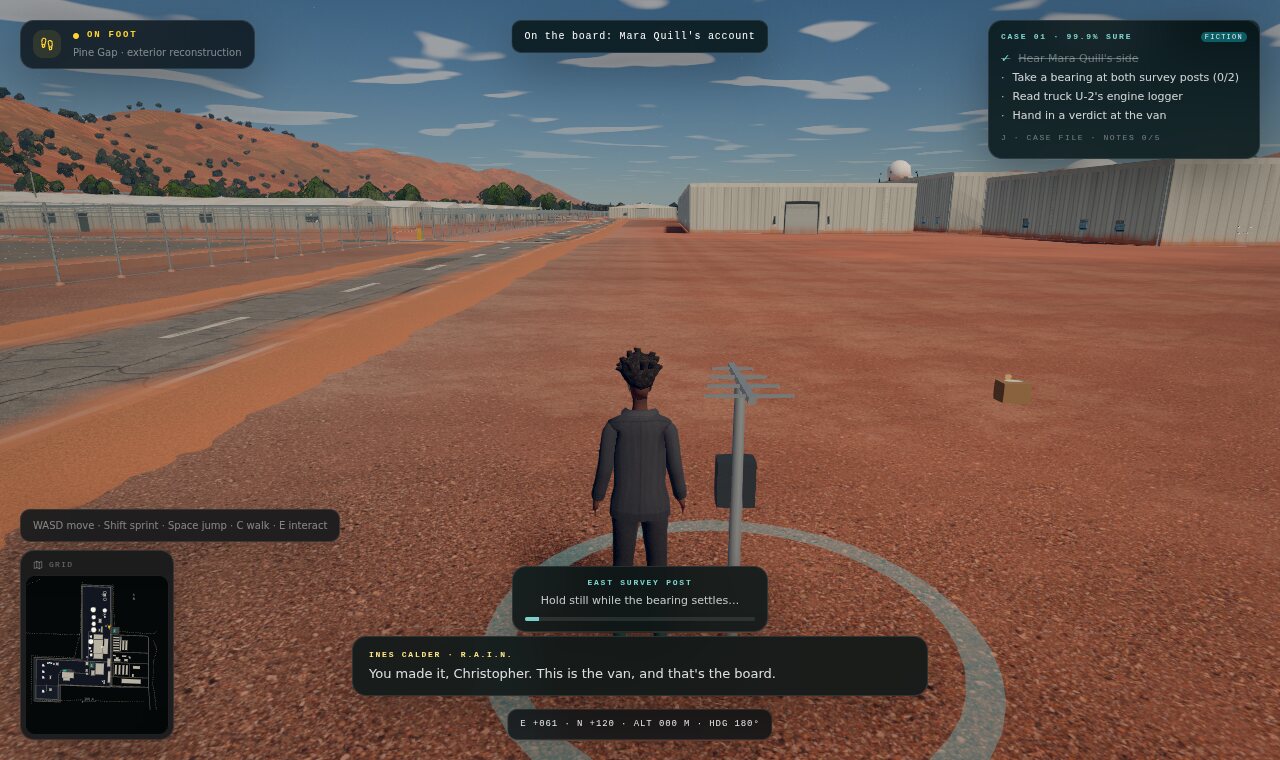 ON FOOT
Pine Gap · exterior reconstruction
On the board: Mara Quill's account
CASE 01 · 99.9% SURE
FICTION
✓ Hear Mara Quill's side
· Take a bearing at both survey posts (0/2)
· Read truck U-2's engine logger
· Hand in a verdict at the van
J · CASE FILE · NOTES 0/5
WASD move · Shift sprint · Space jump · C walk · E interact
GRID
EAST SURVEY POST
Hold still while the bearing settles...
INES CALDER · R.A.I.N.
You made it, Christopher. This is the van, and that's the board.
E +061 · N +120 · ALT 000 M · HDG 180°